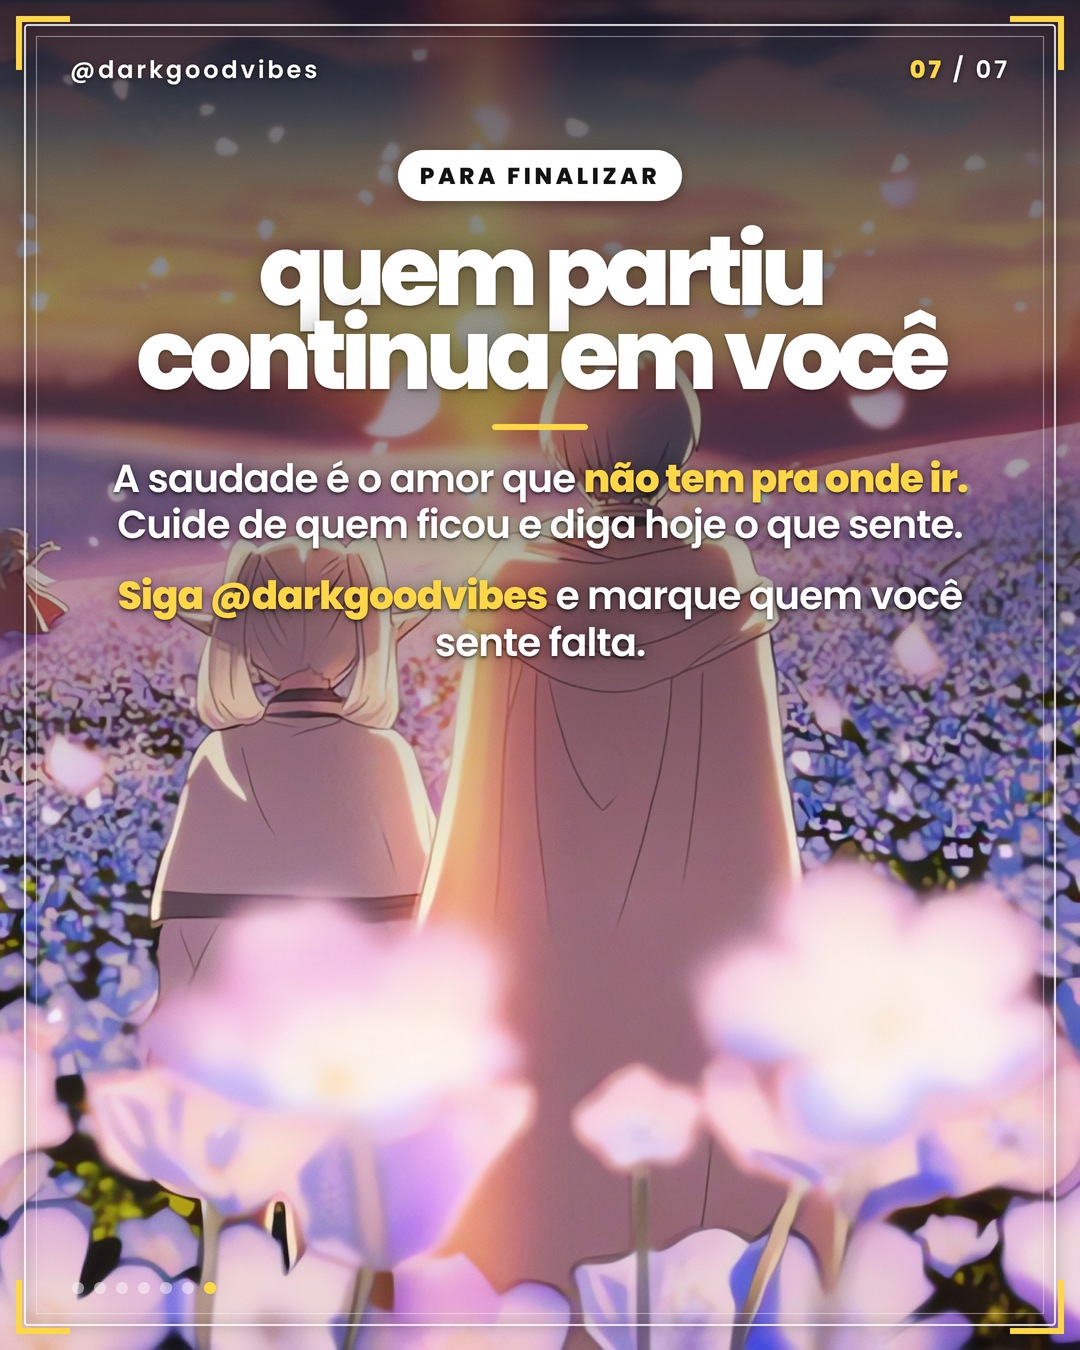 @darkgoodvibes
07 / 07
PARA FINALIZAR
quem partiu
continua em você
A saudade é o amor que não tem pra onde ir.
Cuide de quem ficou e diga hoje o que sente.
Siga @darkgoodvibes e marque quem você
sente falta.